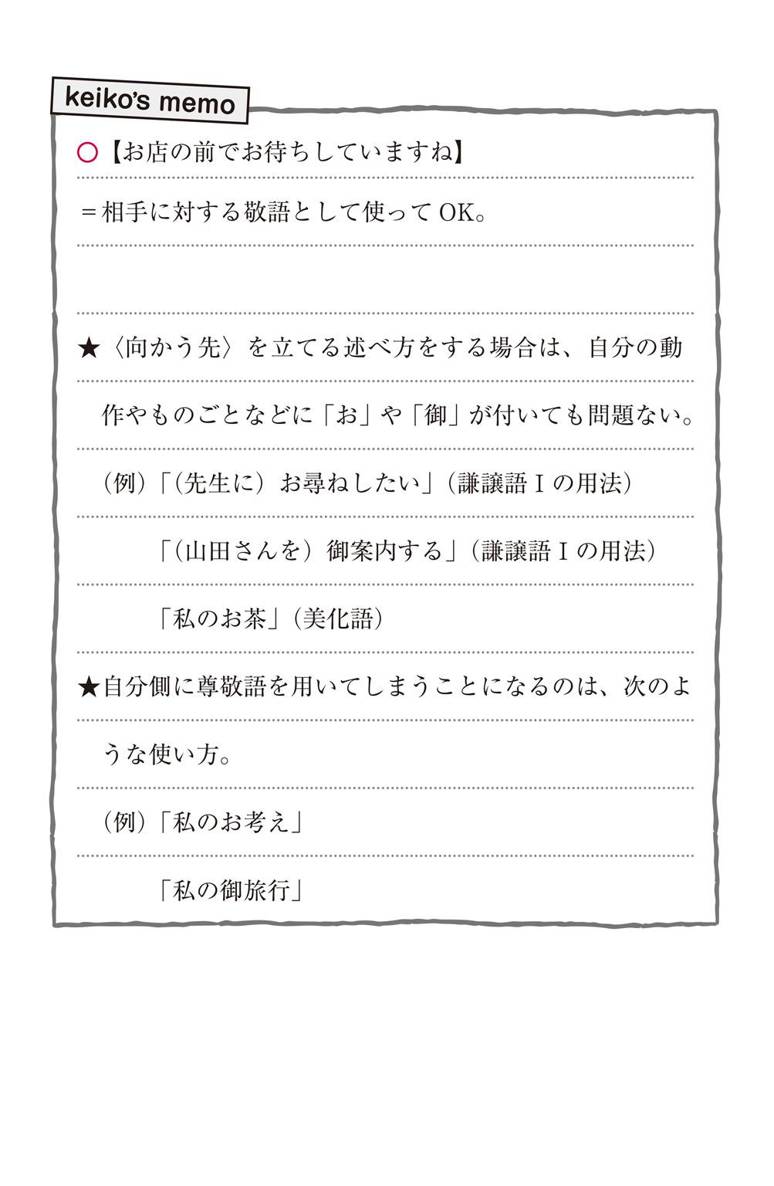 keiko's memo
○【お店の前でお待ちしていますね】
＝相手に対する敬語として使って OK。
★〈向かう先〉を立てる述べ方をする場合は、自分の動
作やものごとなどに「お」や「御」が付いても問題ない。
（例）「（先生に）お尋ねしたい」（謙譲語Ⅰの用法）
「（山田さんを）御案内する」（謙譲語Ⅰの用法）
「私のお茶」（美化語）
★自分側に尊敬語を用いてしまうことになるのは、次のよ
うな使い方。
（例）「私のお考え」
「私の御旅行」